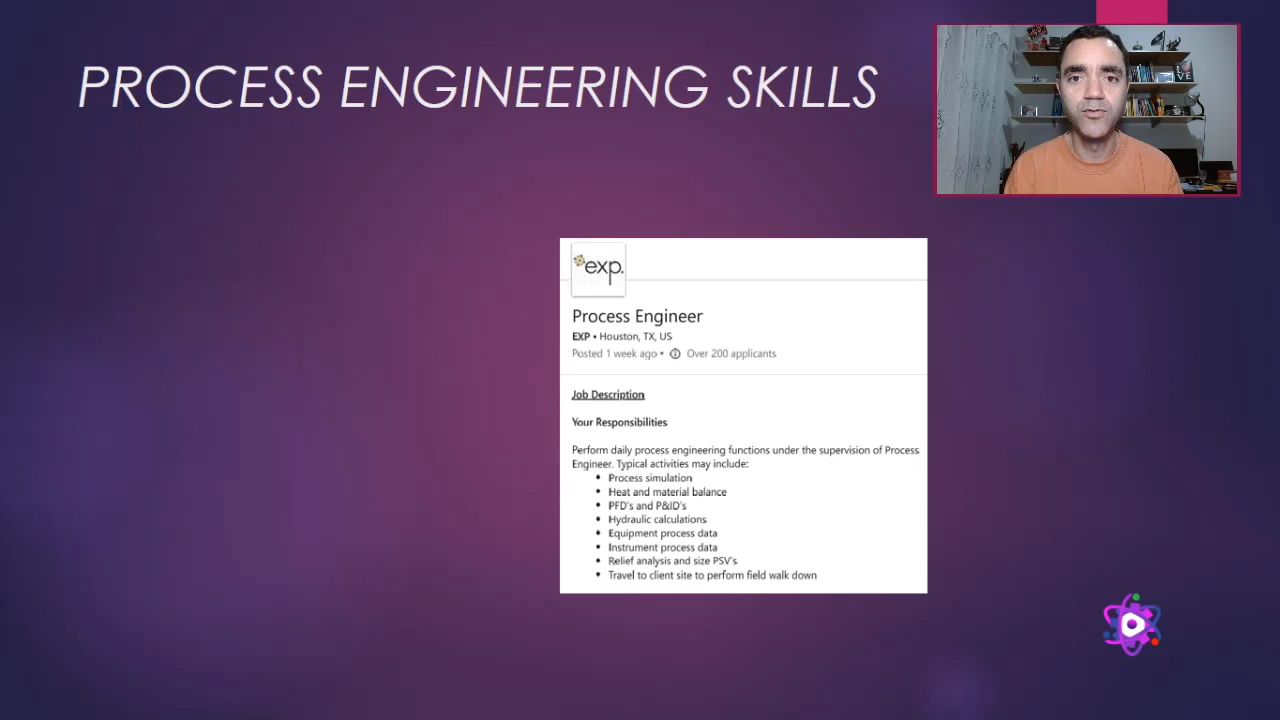 PROCESS ENGINEERING SKILLS
exp.
Process Engineer
EXP • Houston, TX, US
Posted 1 week ago • Over 200 applicants
Job Description
Your Responsibilities
Perform daily process engineering functions under the supervision of Process
Engineer. Typical activities may include:
• Process simulation
• Heat and material balance
• PFD's and P&ID's
• Hydraulic calculations
• Equipment process data
• Instrument process data
• Relief analysis and size PSV's
• Travel to client site to perform field walk down